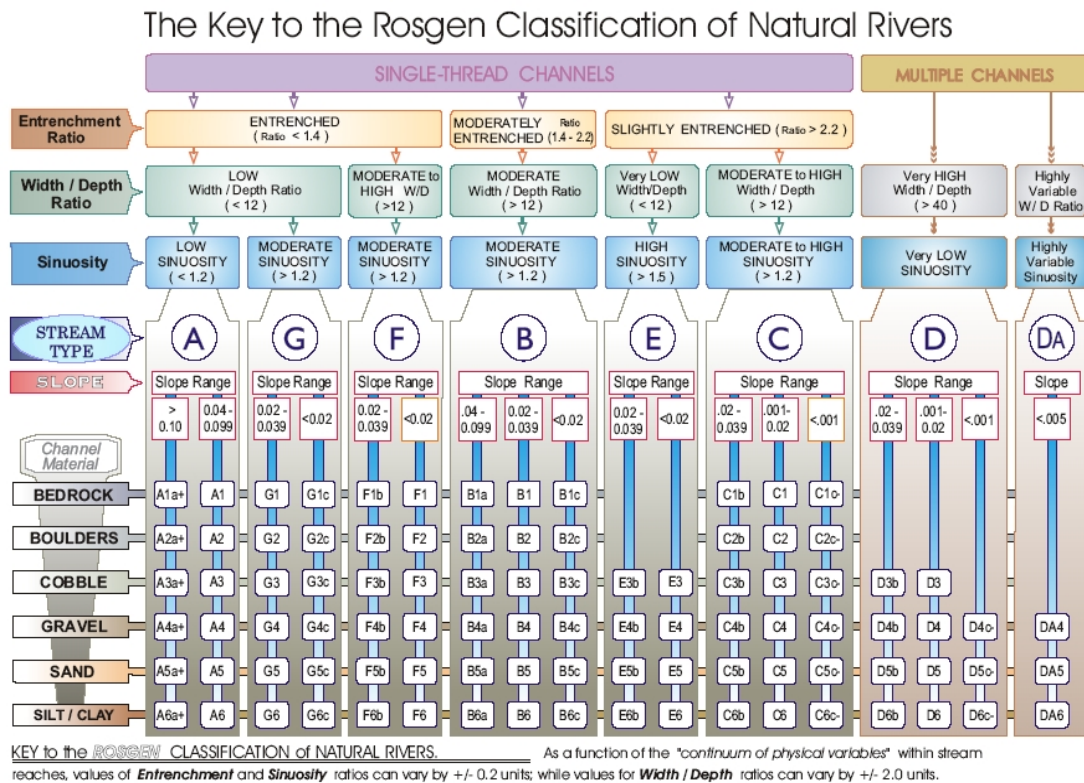 The Key to the Rosgen Classification of Natural Rivers
SINGLE-THREAD CHANNELS
MULTIPLE CHANNELS
Entrenchment
Ratio
ENTRENCHED
( Ratio < 1.4 )
MODERATELY Ratio
ENTRENCHED (1.4 - 2.2)
SLIGHTLY ENTRENCHED ( Ratio > 2.2 )
Width / Depth
Ratio
LOW
Width / Depth Ratio
( < 12 )
MODERATE to
HIGH W/D
( >12 )
MODERATE
Width / Depth Ratio
( > 12 )
Very LOW
Width/Depth
( < 12 )
MODERATE to HIGH
Width / Depth
( > 12 )
Very HIGH
Width / Depth
( > 40 )
Highly
Variable
W / D Ratio
Sinuosity
LOW
SINUOSITY
( < 1.2 )
MODERATE
SINUOSITY
( > 1.2 )
MODERATE
SINUOSITY
( > 1.2 )
MODERATE
SINUOSITY
( > 1.2 )
HIGH
SINUOSITY
( > 1.5 )
MODERATE to HIGH
SINUOSITY
( > 1.2 )
Very LOW
SINUOSITY
Highly
Variable
Sinuosity
STREAM
TYPE
A G F B E C D DA
SLOPE
Slope Range Slope Range Slope Range Slope Range Slope Range Slope Range Slope Range Slope
> 0.10 0.04 - 0.099 0.02 - 0.039 <0.02 0.02 - 0.039 <0.02 .04 - 0.099 0.02 - 0.039 <0.02 0.02 - 0.039 <0.02 .02 - 0.039 .001- 0.02 <.001 .02 - 0.039 .001- 0.02 <.001 <.005
Channel
Material
BEDROCK A1a+ A1 G1 G1c F1b F1 B1a B1 B1c C1b C1 C1c-
BOULDERS A2a+ A2 G2 G2c F2b F2 B2a B2 B2c C2b C2 C2c-
COBBLE A3a+ A3 G3 G3c F3b F3 B3a B3 B3c E3b E3 C3b C3 C3c- D3b D3
GRAVEL A4a+ A4 G4 G4c F4b F4 B4a B4 B4c E4b E4 C4b C4 C4c- D4b D4 D4c- DA4
SAND A5a+ A5 G5 G5c F5b F5 B5a B5 B5c E5b E5 C5b C5 C5c- D5b D5 D5c- DA5
SILT / CLAY A6a+ A6 G6 G6c F6b F6 B6a B6 B6c E6b E6 C6b C6 C6c- D6b D6 D6c- DA6
KEY to the ROSGEN CLASSIFICATION of NATURAL RIVERS. As a function of the "continuum of physical variables" within stream
reaches, values of Entrenchment and Sinuosity ratios can vary by +/- 0.2 units; while values for Width / Depth ratios can vary by +/- 2.0 units.